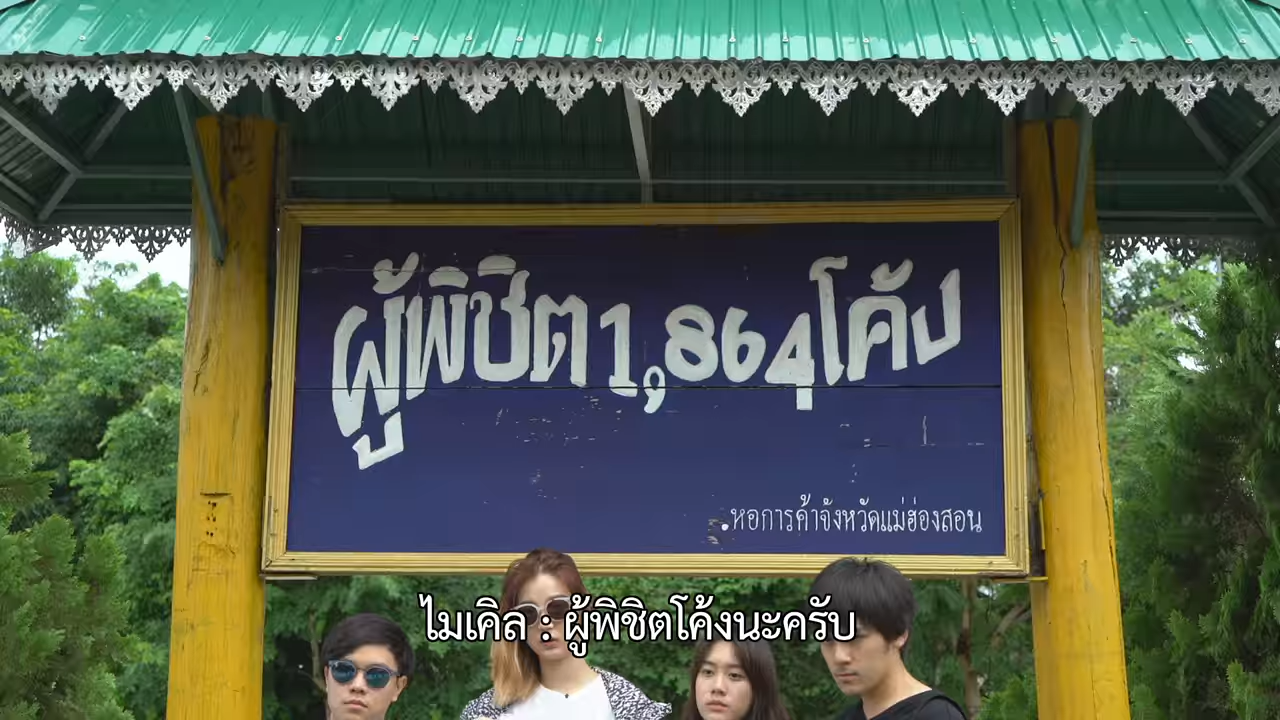 ผู้พิชิต 1,864 โค้ง
หอการค้าจังหวัดแม่ฮ่องสอน
ไมเคิล : ผู้พิชิตโค้งนะครับ